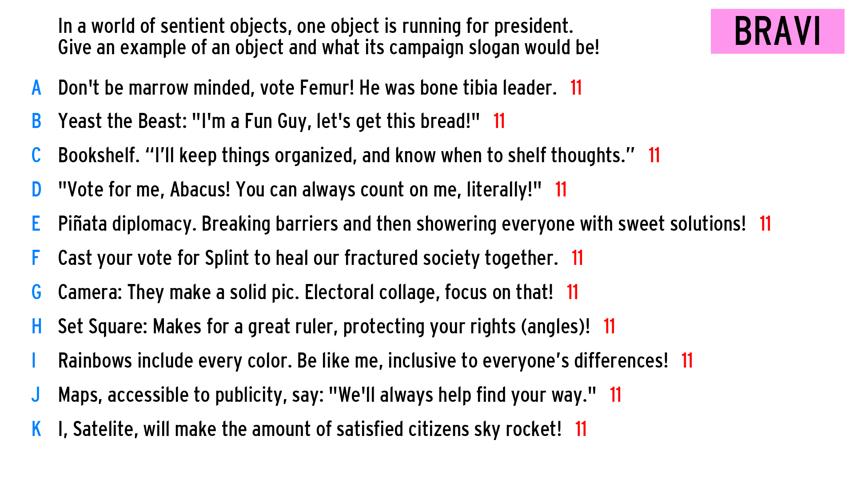 In a world of sentient objects, one object is running for president.
Give an example of an object and what its campaign slogan would be!
BRAVI
A Don't be marrow minded, vote Femur! He was bone tibia leader. 11
B Yeast the Beast: "I'm a Fun Guy, let's get this bread!" 11
C Bookshelf. “I’ll keep things organized, and know when to shelf thoughts.” 11
D "Vote for me, Abacus! You can always count on me, literally!" 11
E Piñata diplomacy. Breaking barriers and then showering everyone with sweet solutions! 11
F Cast your vote for Splint to heal our fractured society together. 11
G Camera: They make a solid pic. Electoral collage, focus on that! 11
H Set Square: Makes for a great ruler, protecting your rights (angles)! 11
I Rainbows include every color. Be like me, inclusive to everyone’s differences! 11
J Maps, accessible to publicity, say: "We'll always help find your way." 11
K I, Satelite, will make the amount of satisfied citizens sky rocket! 11